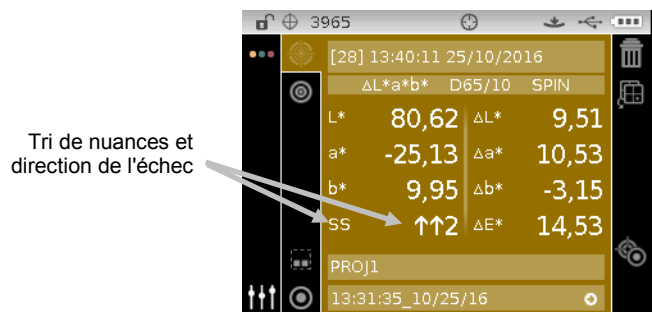 3965
[28] 13:40:11 25/10/2016
ΔL*a*b* D65/10 SPIN
L* 80,62 ΔL* 9,51
a* -25,13 Δa* 10,53
b* 9,95 Δb* -3,15
SS ↑↑2 ΔE* 14,53
PROJ1
13:31:35_10/25/16
Tri de nuances et
direction de l'échec